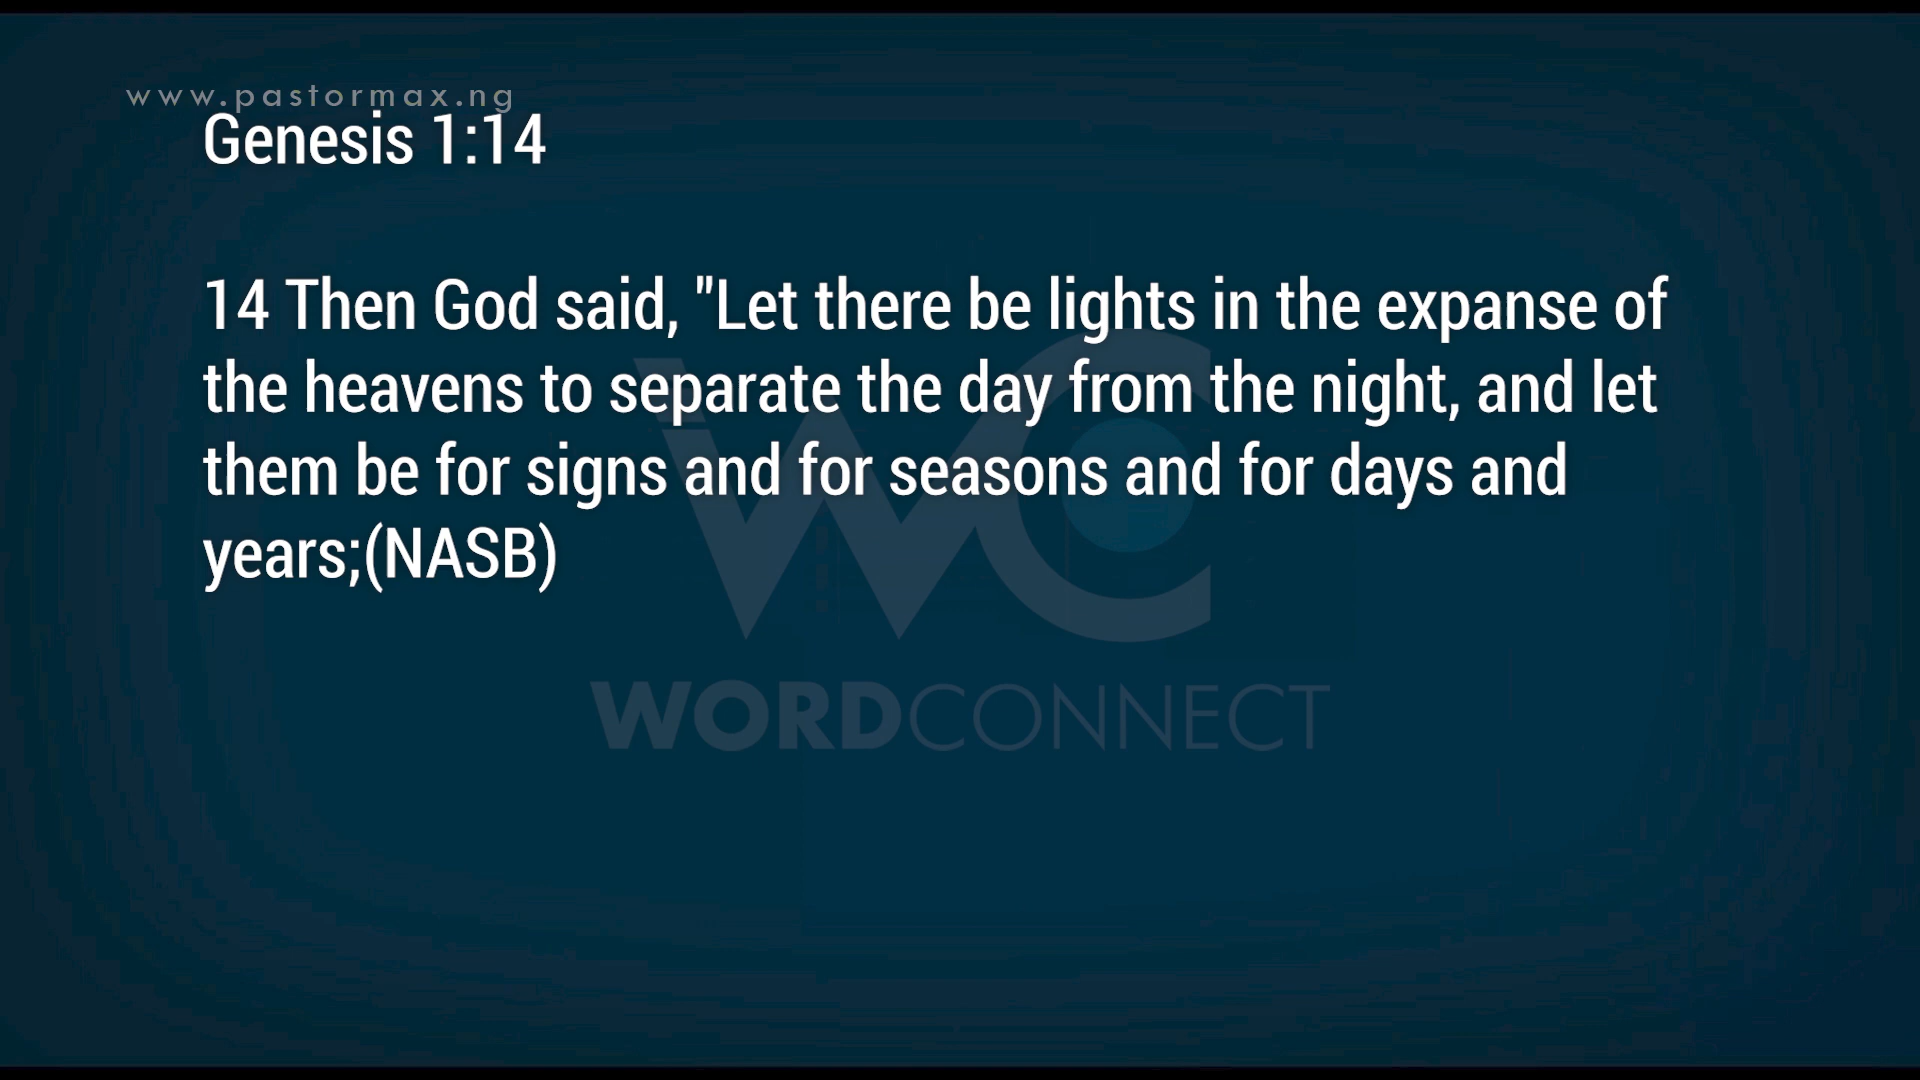 www.pastormax.ng
Genesis 1:14
14 Then God said, "Let there be lights in the expanse of
the heavens to separate the day from the night, and let
them be for signs and for seasons and for days and
years;(NASB)
WC
WORDCONNECT